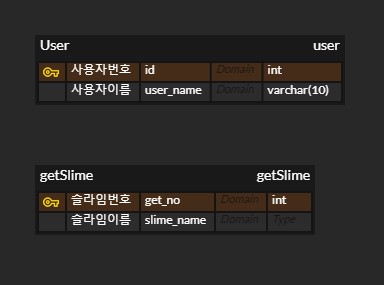 User user
사용자번호 id Domain int
사용자이름 user_name Domain varchar(10)
getSlime getSlime
슬라임번호 get_no Domain int
슬라임이름 slime_name Domain Type